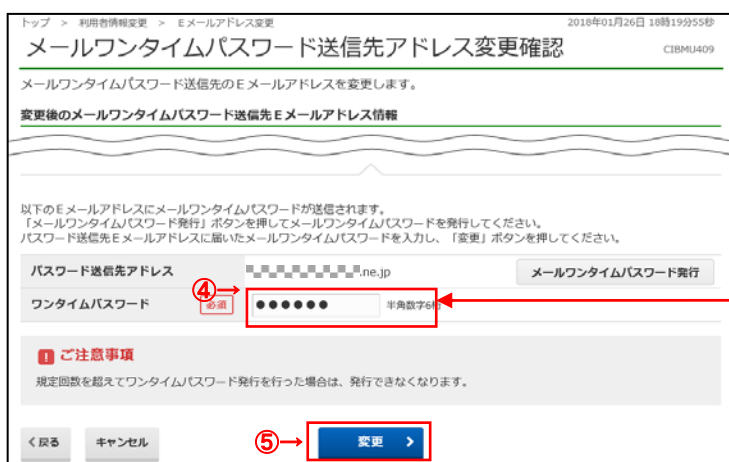 トップ > 利用者情報変更 > Eメールアドレス変更
2018年01月26日 18時19分55秒
メールワンタイムパスワード送信先アドレス変更確認
CIBMU409
メールワンタイムパスワード送信先のEメールアドレスを変更します。
変更後のメールワンタイムパスワード送信先Eメールアドレス情報
以下のEメールアドレスにメールワンタイムパスワードが送信されます。
「メールワンタイムパスワード発行」ボタンを押してメールワンタイムパスワードを発行してください。
パスワード送信先Eメールアドレスに届いたメールワンタイムパスワードを入力し、「変更」ボタンを押してください。
パスワード送信先アドレス
.ne.jp
メールワンタイムパスワード発行
④→
ワンタイムパスワード
必須
●●●●●●
半角数字6桁
! ご注意事項
規定回数を超えてワンタイムパスワード発行を行った場合は、発行できなくなります。
< 戻る
キャンセル
⑤→
変更 >